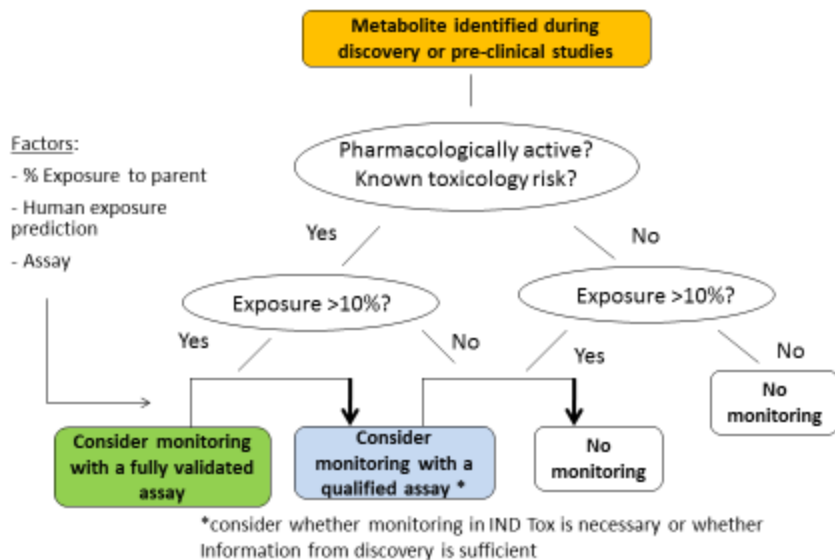 Metabolite identified during
discovery or pre-clinical studies
Factors:
- % Exposure to parent
- Human exposure
prediction
- Assay
Pharmacologically active?
Known toxicology risk?
Yes
No
Exposure >10%?
Exposure >10%?
Yes
No
Yes
No
No
monitoring
Consider monitoring
with a fully validated
assay
Consider
monitoring with a
qualified assay *
No
monitoring
*consider whether monitoring in IND Tox is necessary or whether
Information from discovery is sufficient